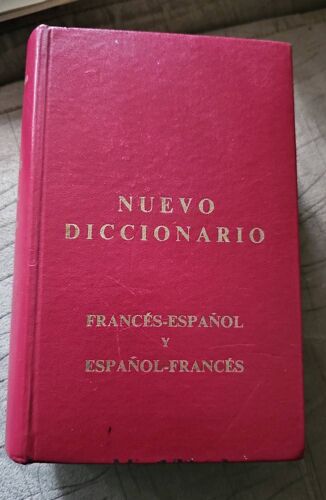 NUEVO
DICCIONARIO
FRANCÉS-ESPAÑOL
Y
ESPAÑOL-FRANCÉS